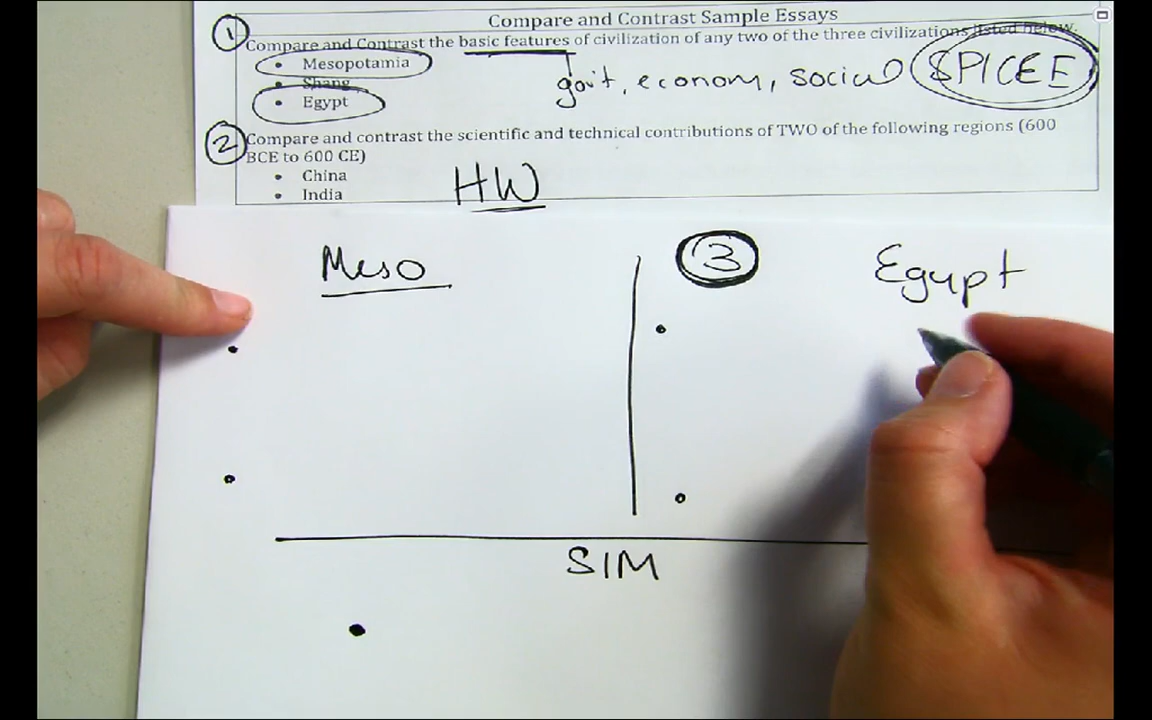 Compare and Contrast Sample Essays
1 Compare and Contrast the basic features of civilization of any two of the three civilizations listed below.
• Mesopotamia
• Shang
• Egypt
gov't, econom, social SPICEE
2 Compare and contrast the scientific and technical contributions of TWO of the following regions (600
BCE to 600 CE)
• China
• India
HW
Meso
3
Egypt
SIM